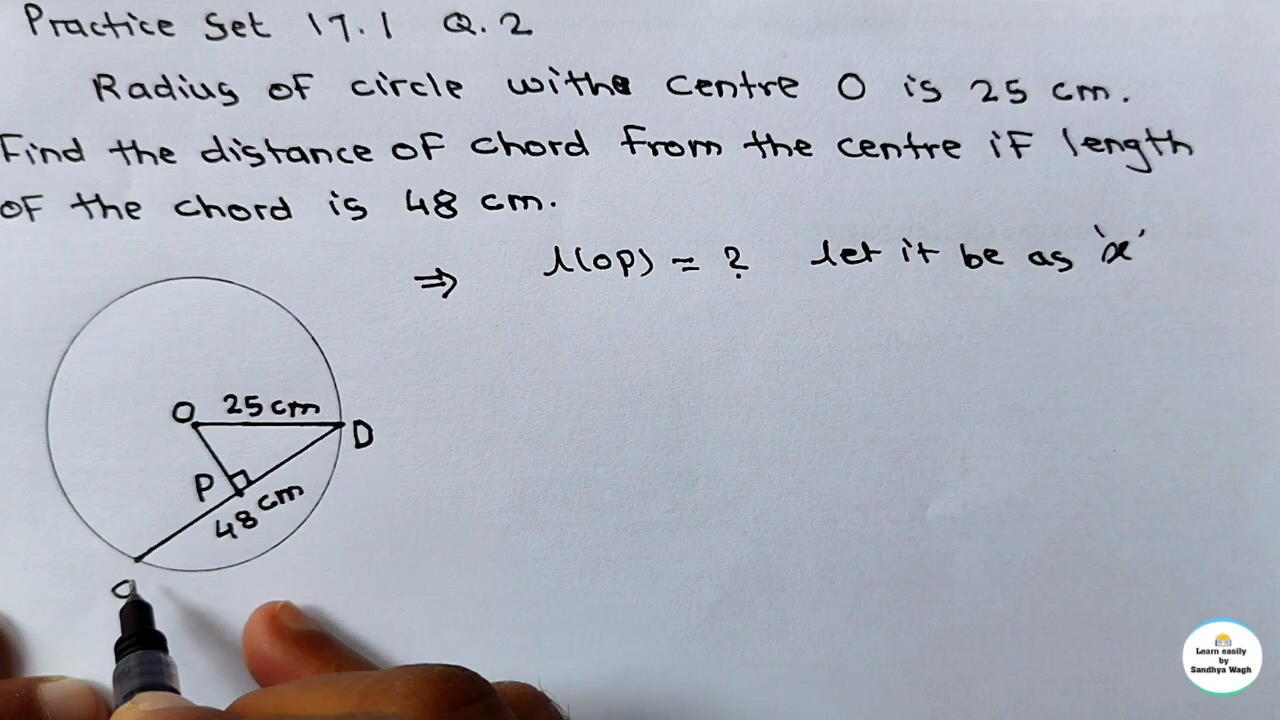 Practice Set 17.1 Q.2
Radius of circle with centre O is 25 cm.
Find the distance of chord from the centre if length
of the chord is 48 cm.
⇒ l(OP) = ? let it be as 'x'
O 25 cm
D
P
48 cm
C
Learn easily
by
Sandhya Wagh